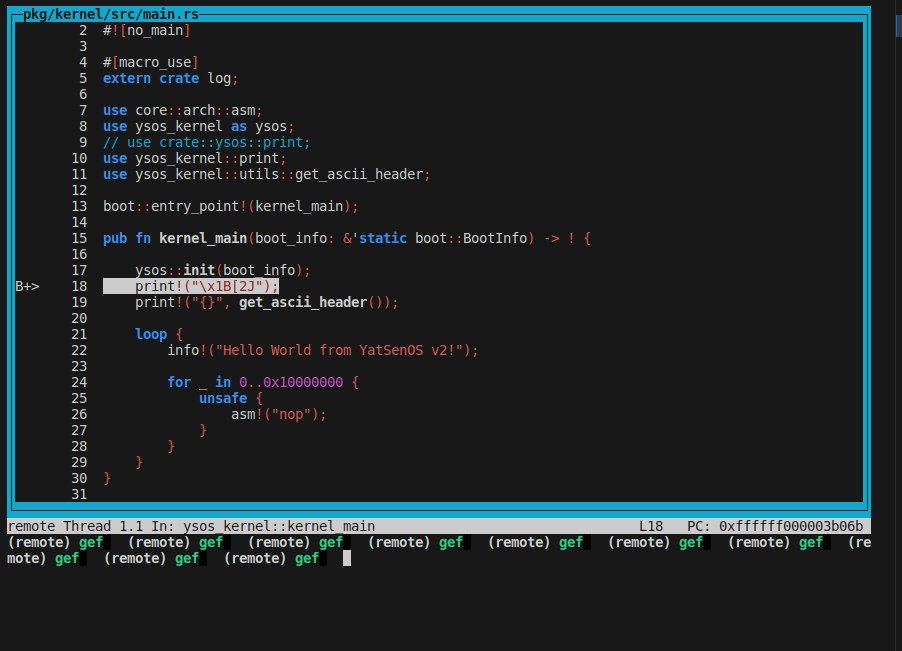 pkg/kernel/src/main.rs
2 #![no_main]
3
4 #[macro_use]
5 extern crate log;
6
7 use core::arch::asm;
8 use ysos_kernel as ysos;
9 // use crate::ysos::print;
10 use ysos_kernel::print;
11 use ysos_kernel::utils::get_ascii_header;
12
13 boot::entry_point!(kernel_main);
14
15 pub fn kernel_main(boot_info: &'static boot::BootInfo) -> ! {
16
17     ysos::init(boot_info);
B+> 18     print!("\x1B[2J");
19     print!("{}", get_ascii_header());
20
21     loop {
22         info!("Hello World from YatSenOS v2!");
23
24         for _ in 0..0x10000000 {
25             unsafe {
26                 asm!("nop");
27             }
28         }
29     }
30 }
31
remote Thread 1.1 In: ysos_kernel::kernel_main L18 PC: 0xffffff000003b06b
(remote) gef (remote) gef (remote) gef (remote) gef (remote) gef (remote) gef (remote) gef (re
mote) gef (remote) gef (remote) gef